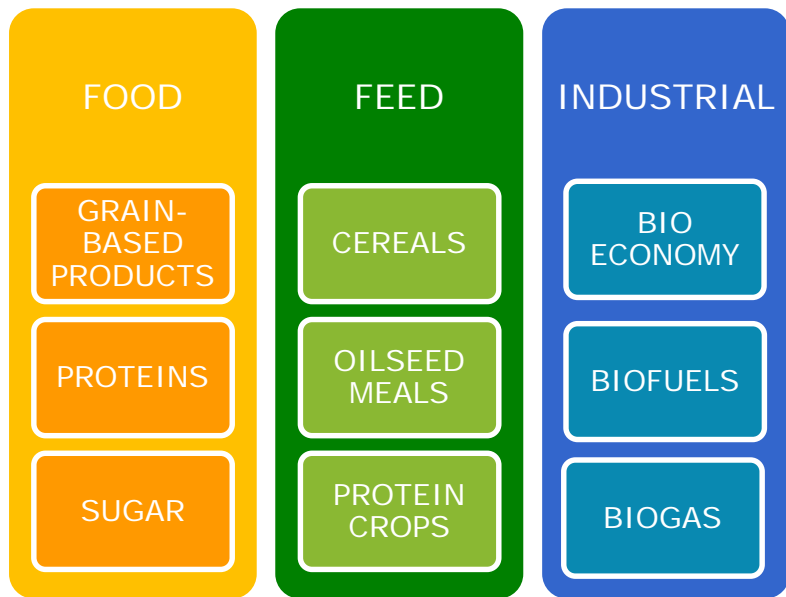 FOOD
GRAIN-
BASED
PRODUCTS
PROTEINS
SUGAR
FEED
CEREALS
OILSEED
MEALS
PROTEIN
CROPS
INDUSTRIAL
BIO
ECONOMY
BIOFUELS
BIOGAS